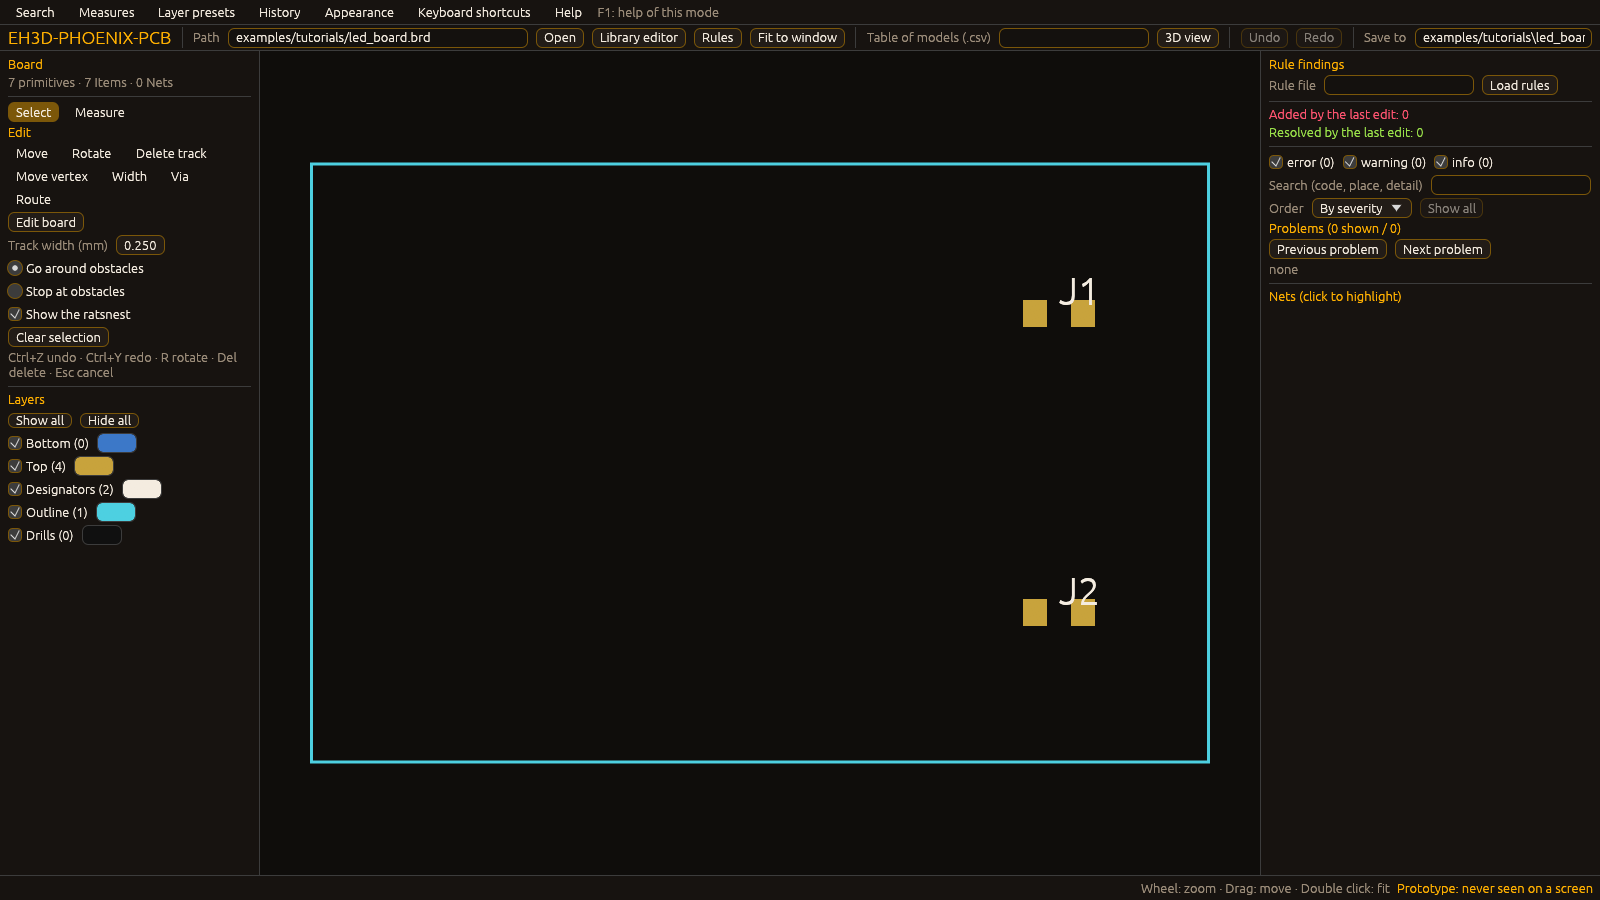 Search Measures Layer presets History Appearance Keyboard shortcuts Help F1: help of this mode
EH3D-PHOENIX-PCB Path examples/tutorials/led_board.brd Open Library editor Rules Fit to window Table of models (.csv) 3D view Undo Redo Save to examples/tutorials\led_boar
Board
7 primitives · 7 Items · 0 Nets
Select Measure
Edit
Move Rotate Delete track
Move vertex Width Via
Route
Edit board
Track width (mm) 0.250
Go around obstacles
Stop at obstacles
Show the ratsnest
Clear selection
Ctrl+Z undo · Ctrl+Y redo · R rotate · Del
delete · Esc cancel
Layers
Show all Hide all
Bottom (0)
Top (4)
Designators (2)
Outline (1)
Drills (0)
J1
J2
Rule findings
Rule file Load rules
Added by the last edit: 0
Resolved by the last edit: 0
error (0) warning (0) info (0)
Search (code, place, detail)
Order By severity Show all
Problems (0 shown / 0)
Previous problem Next problem
none
Nets (click to highlight)
Wheel: zoom · Drag: move · Double click: fit Prototype: never seen on a screen